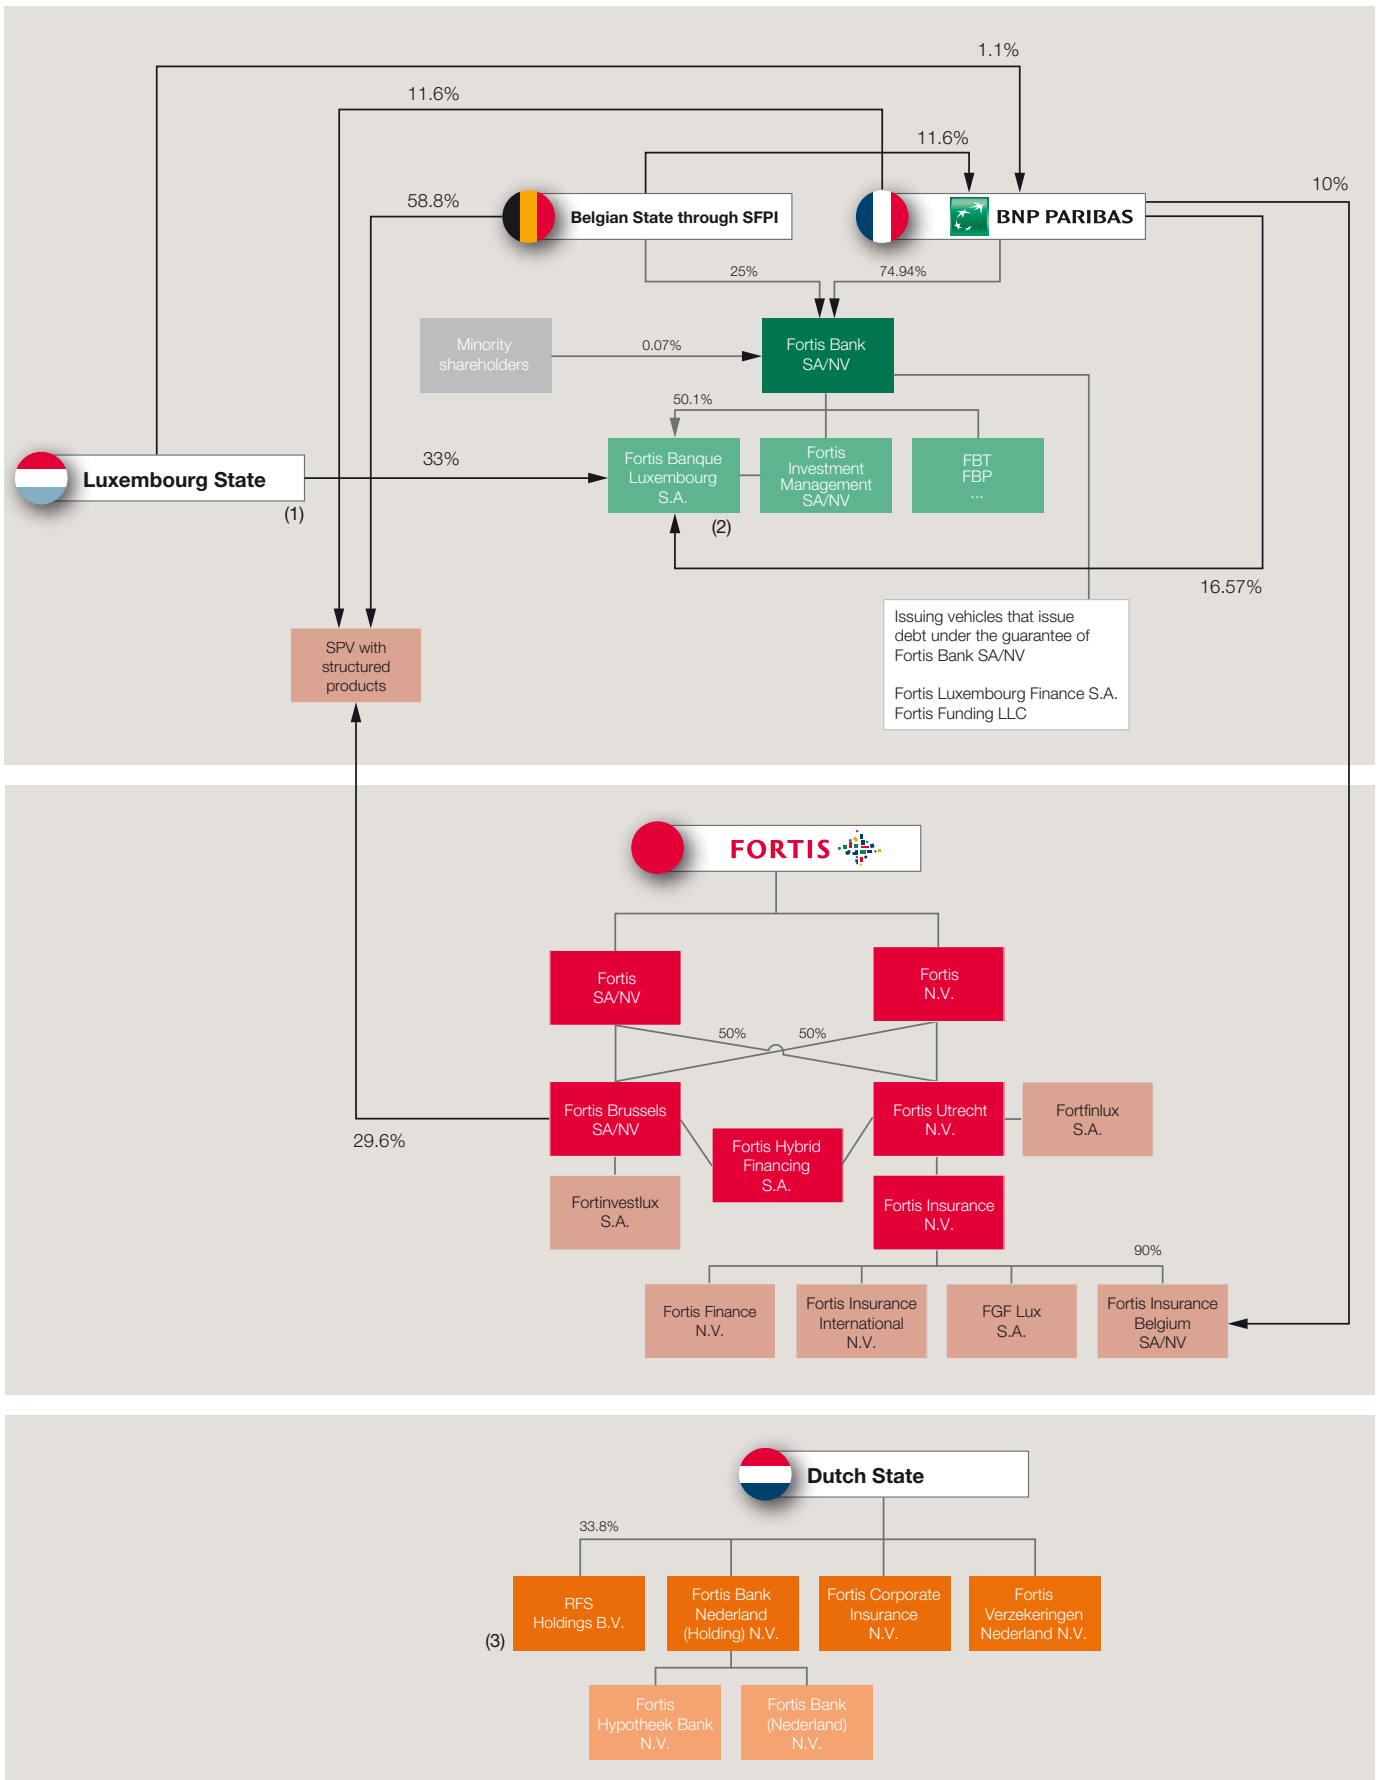 1.1%
11.6%
11.6%
10%
58.8%
Belgian State through SFPI
BNP PARIBAS
25%
74.94%
Minority
shareholders
0.07%
Fortis Bank
SA/NV
50.1%
Luxembourg State
(1)
33%
Fortis Banque
Luxembourg
S.A.
(2)
Fortis
Investment
Management
SA/NV
FBT
FBP
...
16.57%
Issuing vehicles that issue
debt under the guarantee of
Fortis Bank SA/NV
Fortis Luxembourg Finance S.A.
Fortis Funding LLC
SPV with
structured
products
FORTIS
Fortis
SA/NV
Fortis
N.V.
50%
50%
Fortis Brussels
SA/NV
Fortis Utrecht
N.V.
Fortfinlux
S.A.
29.6%
Fortis Hybrid
Financing
S.A.
Fortinvestlux
S.A.
Fortis Insurance
N.V.
90%
Fortis Finance
N.V.
Fortis Insurance
International
N.V.
FGF Lux
S.A.
Fortis Insurance
Belgium
SA/NV
Dutch State
33.8%
RFS
Holdings B.V.
(3)
Fortis Bank
Nederland
(Holding) N.V.
Fortis Corporate
Insurance
N.V.
Fortis
Verzekeringen
Nederland N.V.
Fortis
Hypotheek Bank
N.V.
Fortis Bank
(Nederland)
N.V.